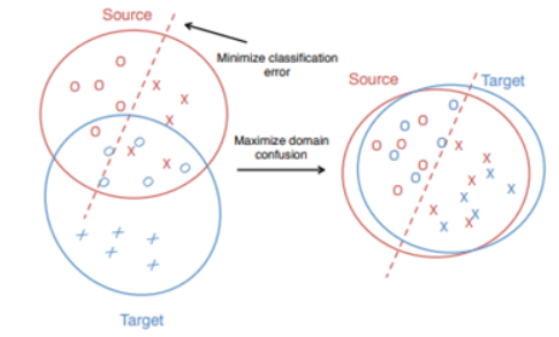 Source
Minimize classification
error
Source
Target
Maximize domain
confusion
Target